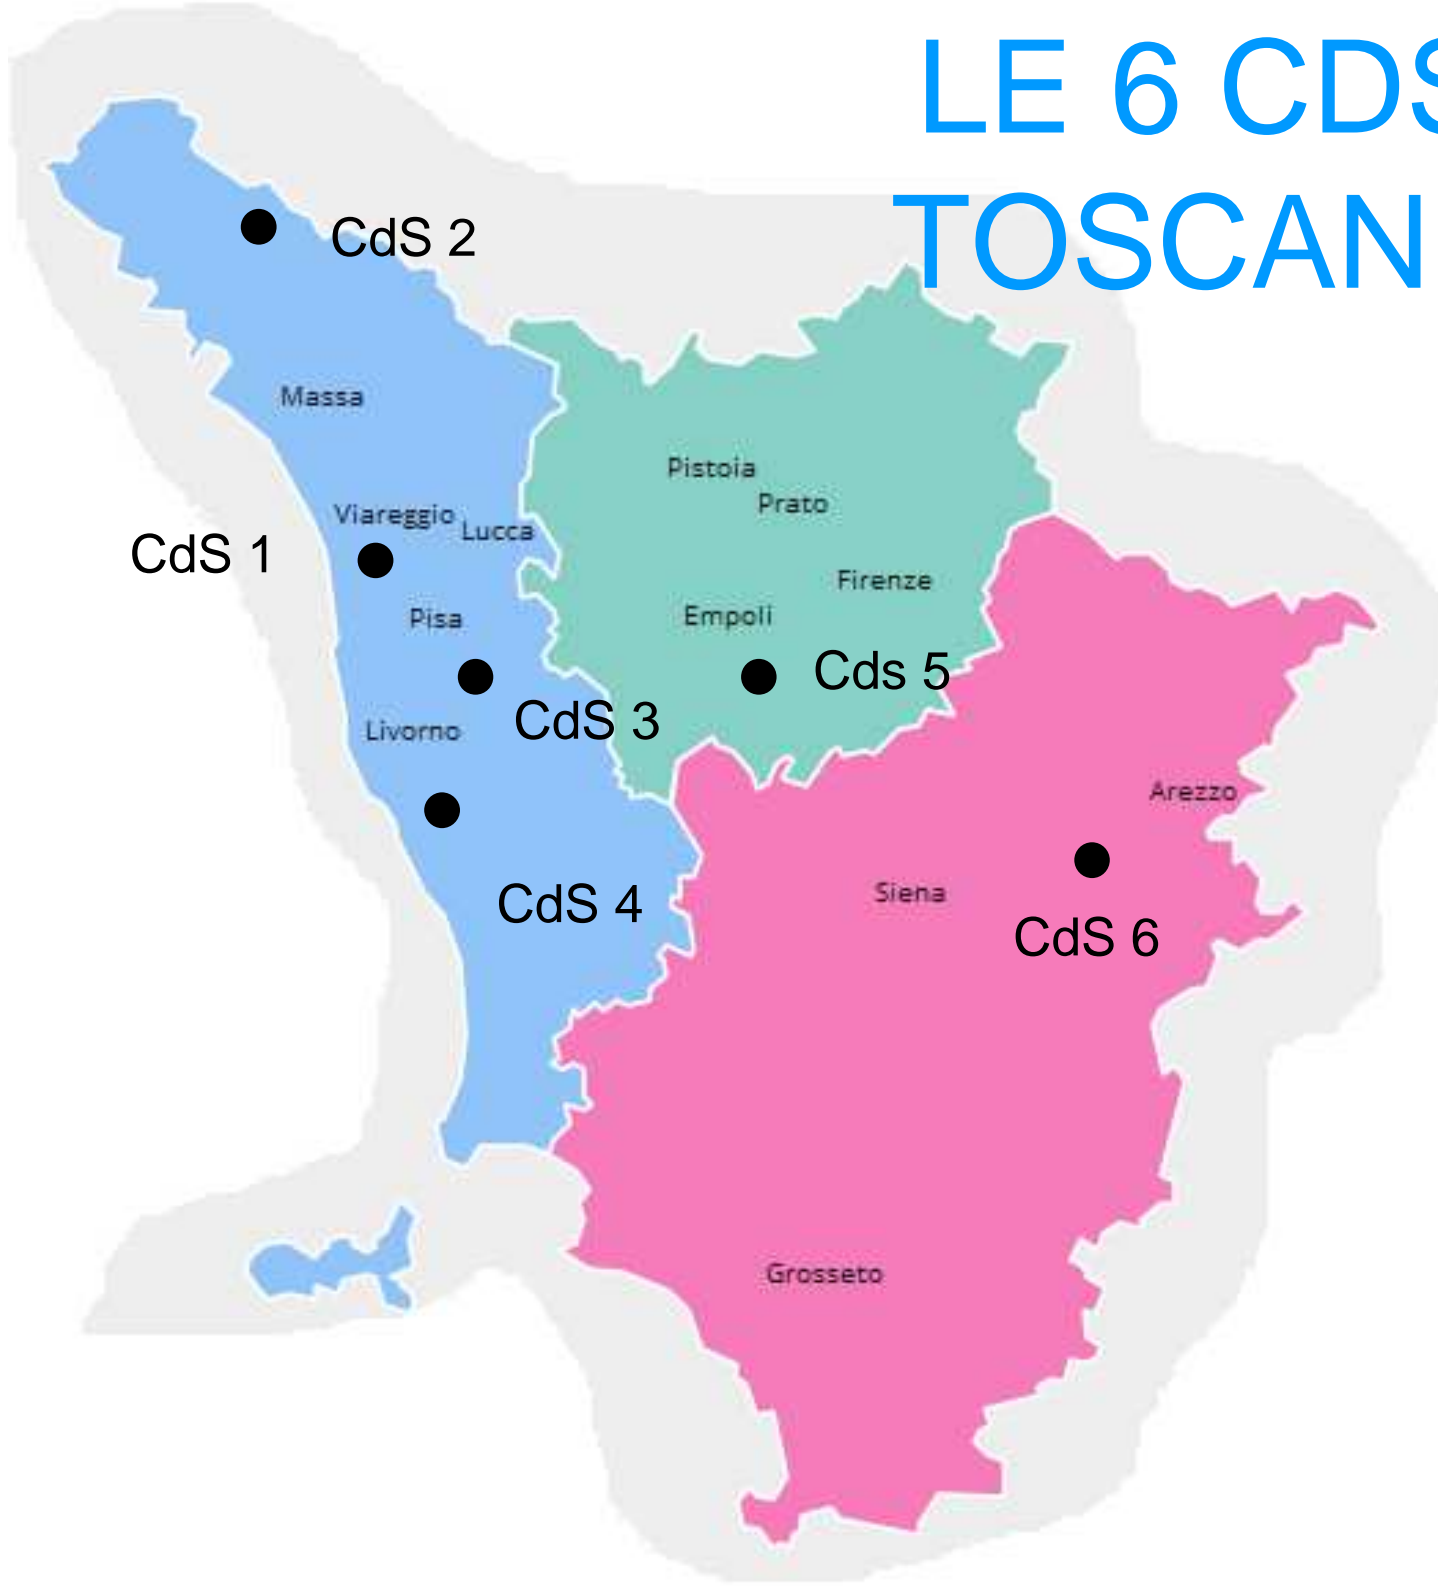 LE 6 CDS
TOSCAN
CdS 2
Massa
Pistoia
Prato
Viareggio
Lucca
CdS 1
Firenze
Pisa
Empoli
Cds 5
CdS 3
Livorno
Arezzo
CdS 4
Siena
CdS 6
Grosseto